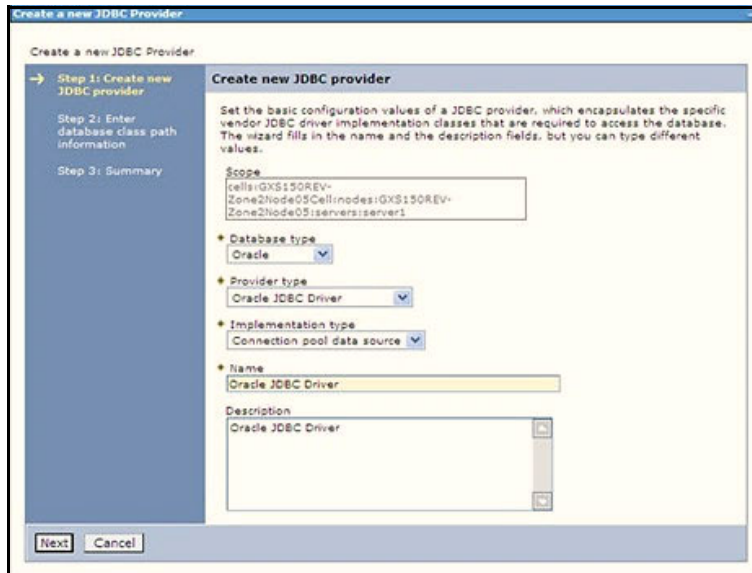 Create a new JDBC Provider
Create a new JDBC Provider
Step 1: Create new
JDBC provider
Step 2: Enter
database class path
information
Step 3: Summary
Create new JDBC provider
Set the basic configuration values of a JDBC provider, which encapsulates the specific
vendor JDBC driver implementation classes that are required to access the database.
The wizard fills in the name and the description fields, but you can type different
values.
Scope
cells:GXS150REV-
Zone2Node05Cell:nodes:GXS150REV-
Zone2Node05:servers:server1
Database type
Oracle
Provider type
Oracle JDBC Driver
Implementation type
Connection pool data source
Name
Oracle JDBC Driver
Description
Oracle JDBC Driver
Next Cancel